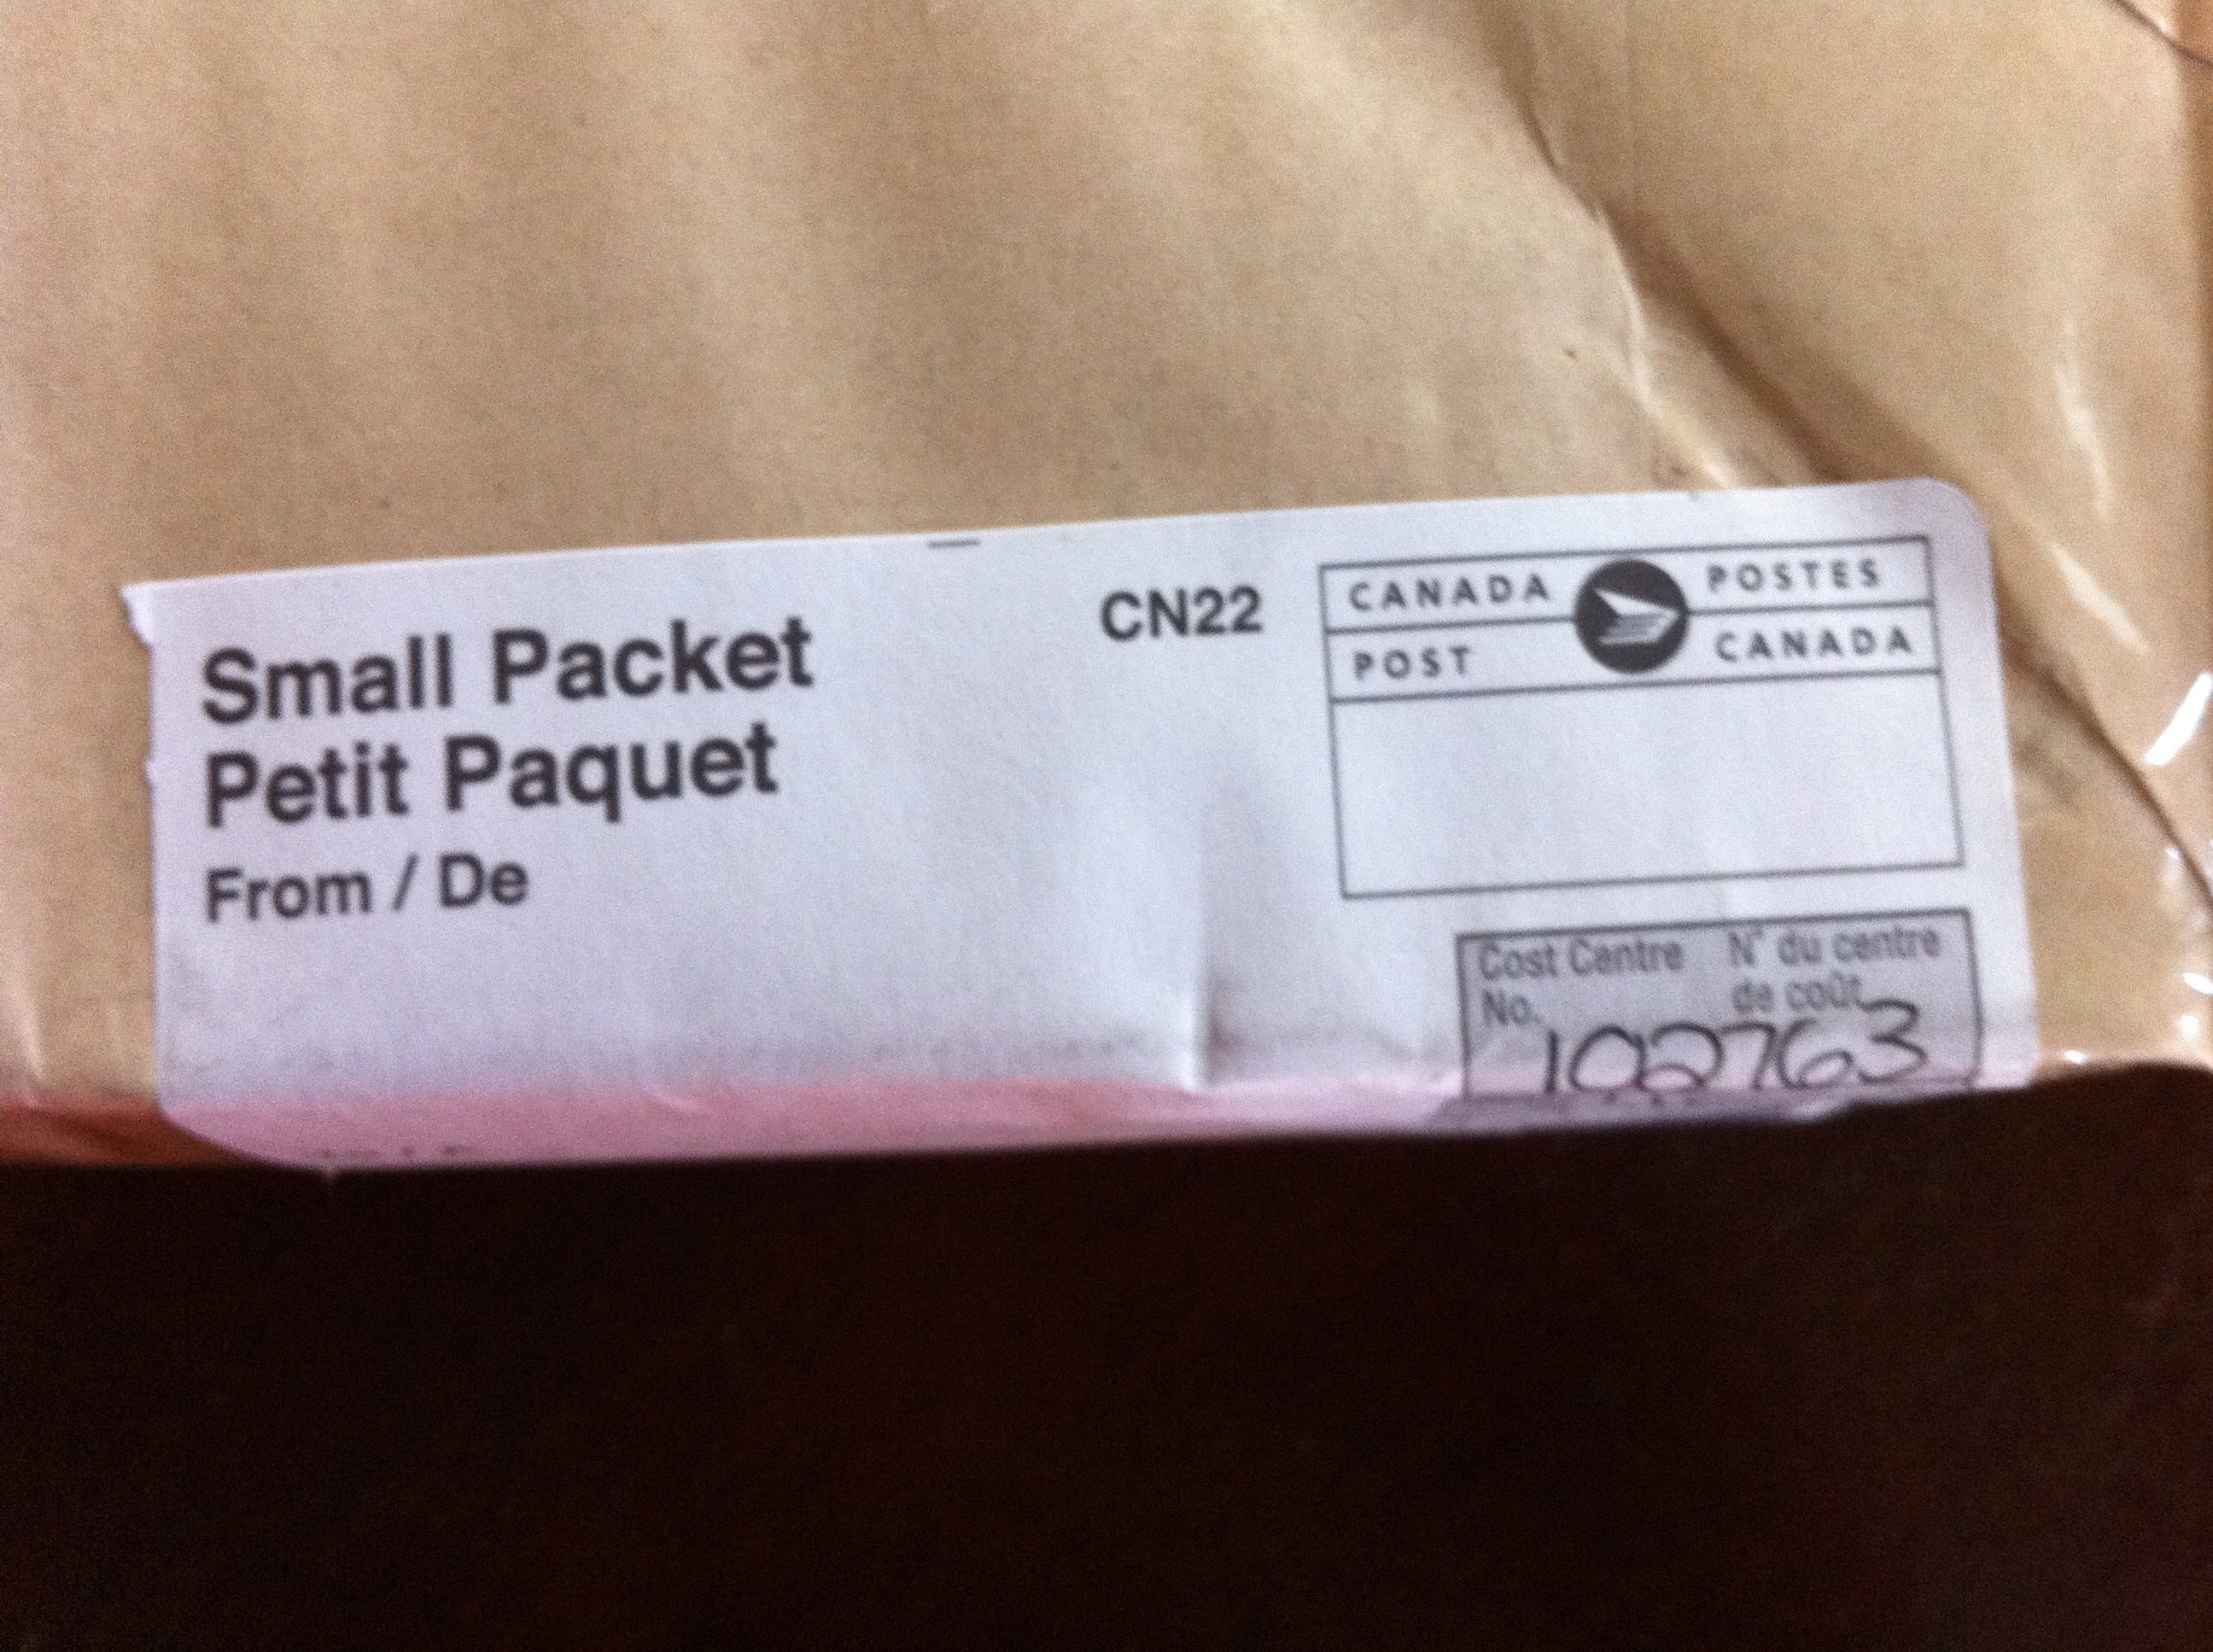 Small Packet
Petit Paquet
From / De
CN22
CANADA POSTES
POST CANADA
Cost Centre N° du centre
No. de coût
102763